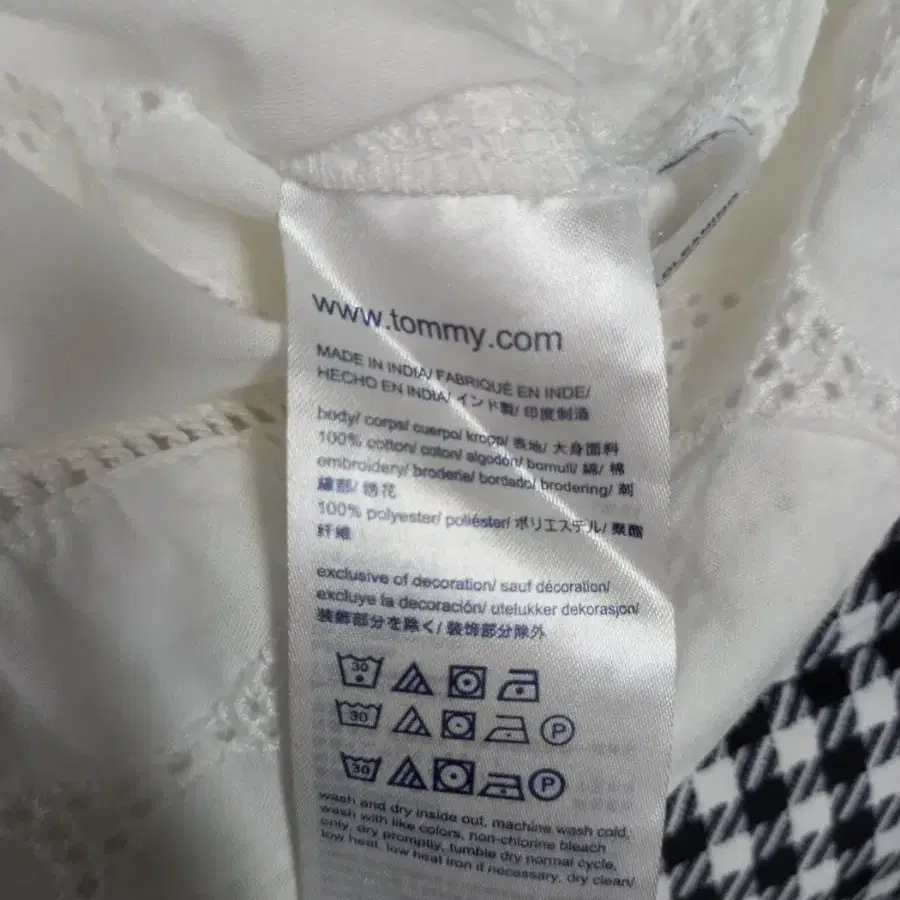 CLEANING
www.tommy.com
MADE IN INDIA/ FABRIQUÉ EN INDE/
HECHO EN INDIA/ インド製/ 印度制造
body/ corps/ cuerpo/ kropp/ 表地/ 大身面料
100% cotton/ coton/ algodón/ bomull/ 綿/ 棉
embroidery/ broderie/ bordado/ brodering/ 刺
繍部/ 绣花
100% polyester/ poliéster/ ポリエステル/ 聚酯
纤维
exclusive of decoration/ sauf décoration/
excluye la decoración/ utelukker dekorasjon/
装飾部分を除く/ 装饰部分除外
30
30 P
30 P
wash and dry inside out, machine wash cold,
wash with like colors, non-chlorine bleach
only, dry promptly, tumble dry normal cycle,
low heat, low heat iron if necessary, dry clean/